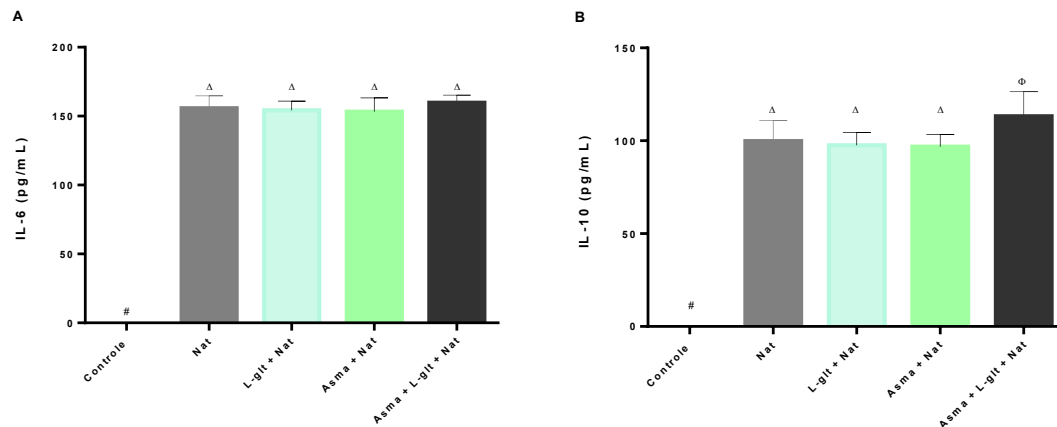 A
IL-6 (pg/mL)
200
150
100
50
0
#
Δ
Δ
Δ
Δ
Controle
Nat
L-glt + Nat
Asma + Nat
Asma + L-glt + Nat
B
IL-10 (pg/mL)
150
100
50
0
#
Δ
Δ
Δ
Φ
Controle
Nat
L-glt + Nat
Asma + Nat
Asma + L-glt + Nat